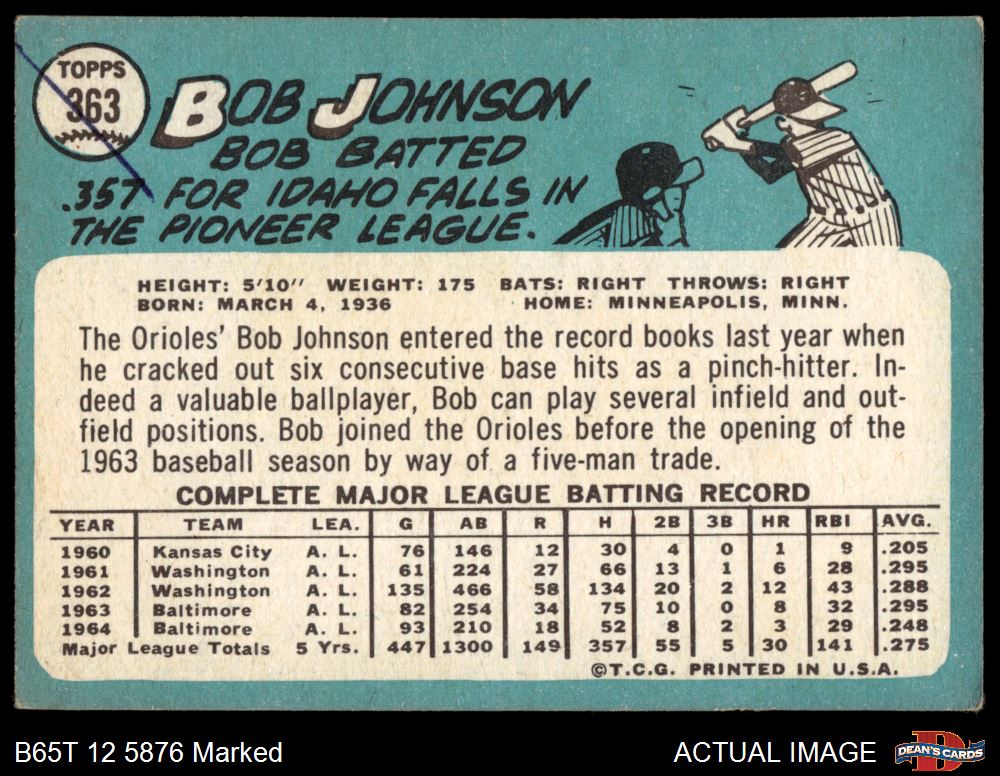 TOPPS
363
BOB JOHNSON
BOB BATTED
.357 FOR IDAHO FALLS IN
THE PIONEER LEAGUE.
HEIGHT: 5'10" WEIGHT: 175 BATS: RIGHT THROWS: RIGHT
BORN: MARCH 4, 1936 HOME: MINNEAPOLIS, MINN.
The Orioles' Bob Johnson entered the record books last year when
he cracked out six consecutive base hits as a pinch-hitter. In-
deed a valuable ballplayer, Bob can play several infield and out-
field positions. Bob joined the Orioles before the opening of the
1963 baseball season by way of a five-man trade.
COMPLETE MAJOR LEAGUE BATTING RECORD
YEAR TEAM LEA. G AB R H 2B 3B HR RBI AVG.
1960 Kansas City A. L. 76 146 12 30 4 0 1 9 .205
1961 Washington A. L. 61 224 27 66 13 1 6 28 .295
1962 Washington A. L. 135 466 58 134 20 2 12 43 .288
1963 Baltimore A. L. 82 254 34 75 10 0 8 32 .295
1964 Baltimore A. L. 93 210 18 52 8 2 3 29 .248
Major League Totals 5 Yrs. 447 1300 149 357 55 5 30 141 .275
©T.C.G. PRINTED IN U.S.A.
B65T 12 5876 Marked
ACTUAL IMAGE
DEAN'S CARDS